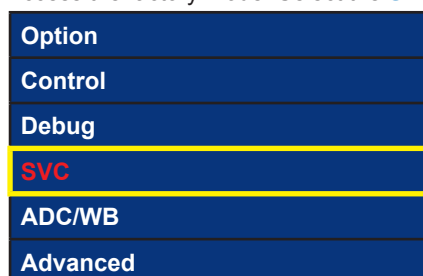 Option
Control
Debug
SVC
ADC/WB
Advanced